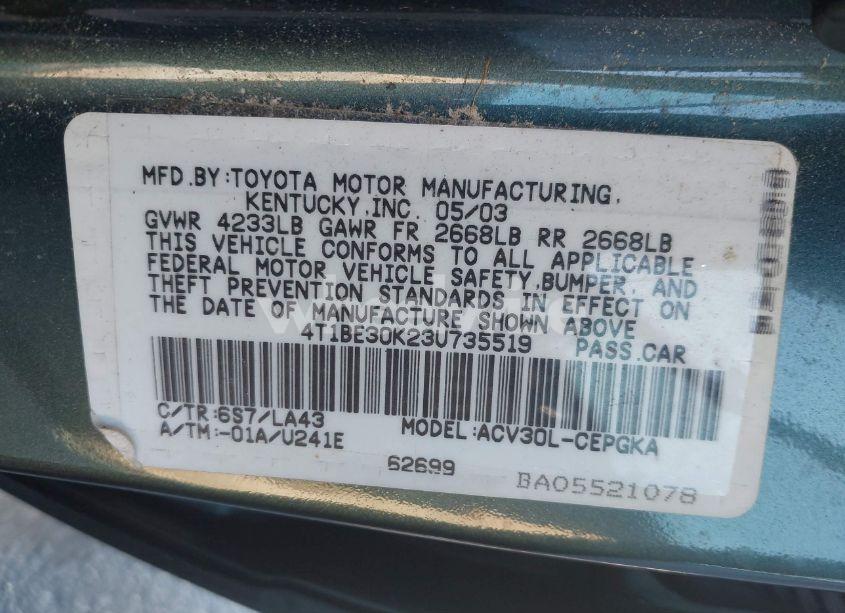 MFD.BY:TOYOTA MOTOR MANUFACTURING,
KENTUCKY,INC. 05/03
GVWR 4233LB GAWR FR 2668LB RR 2668LB
THIS VEHICLE CONFORMS TO ALL APPLICABLE
FEDERAL MOTOR VEHICLE SAFETY,BUMPER, AND
THEFT PREVENTION STANDARDS IN EFFECT ON
THE DATE OF MANUFACTURE SHOWN ABOVE
4T1BE30K23U735519 PASS.CAR
C/TR:6S7/LA43 MODEL:ACV30L-CEPGKA
A/TM:-01A/U241E
62699 BA05521078